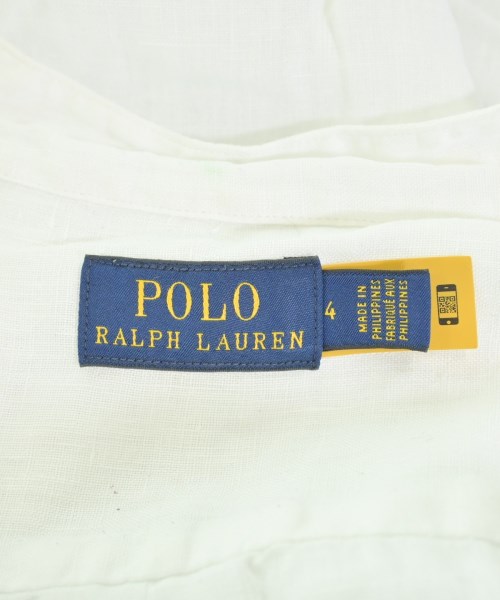 POLO
RALPH LAUREN
4
MADE IN
PHILIPPINES
FABRIQUÉ AUX
PHILIPPINES